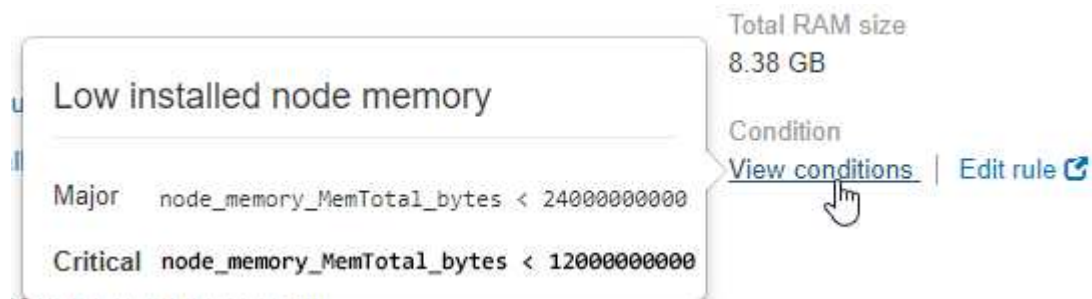 Total RAM size
8.38 GB
Low installed node memory
Condition
View conditions | Edit rule
Major node_memory_MemTotal_bytes < 24000000000
Critical node_memory_MemTotal_bytes < 12000000000